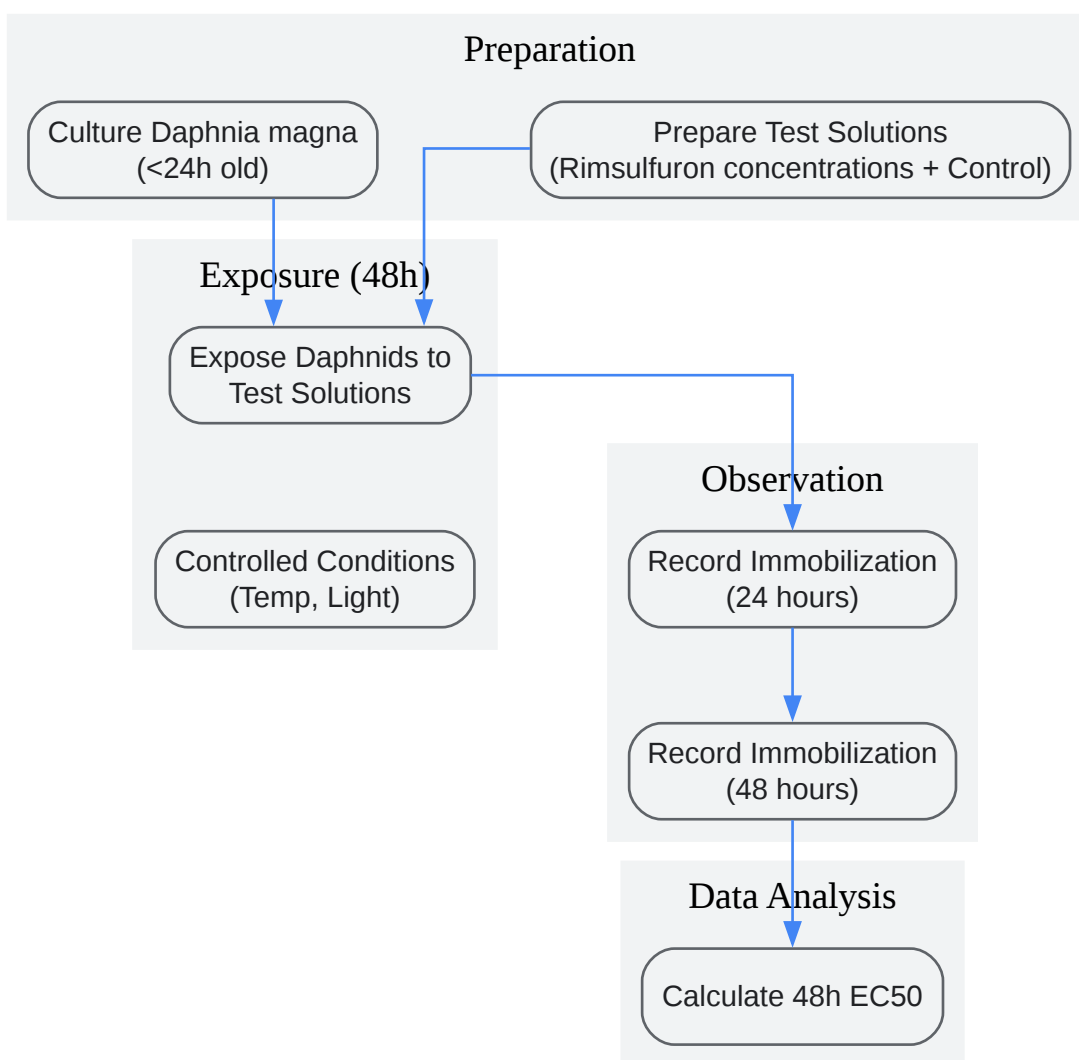 Preparation
Culture Daphnia magna
(<24h old)
Prepare Test Solutions
(Rimsulfuron concentrations + Control)
Exposure (48h)
Expose Daphnids to
Test Solutions
Controlled Conditions
(Temp, Light)
Observation
Record Immobilization
(24 hours)
Record Immobilization
(48 hours)
Data Analysis
Calculate 48h EC50